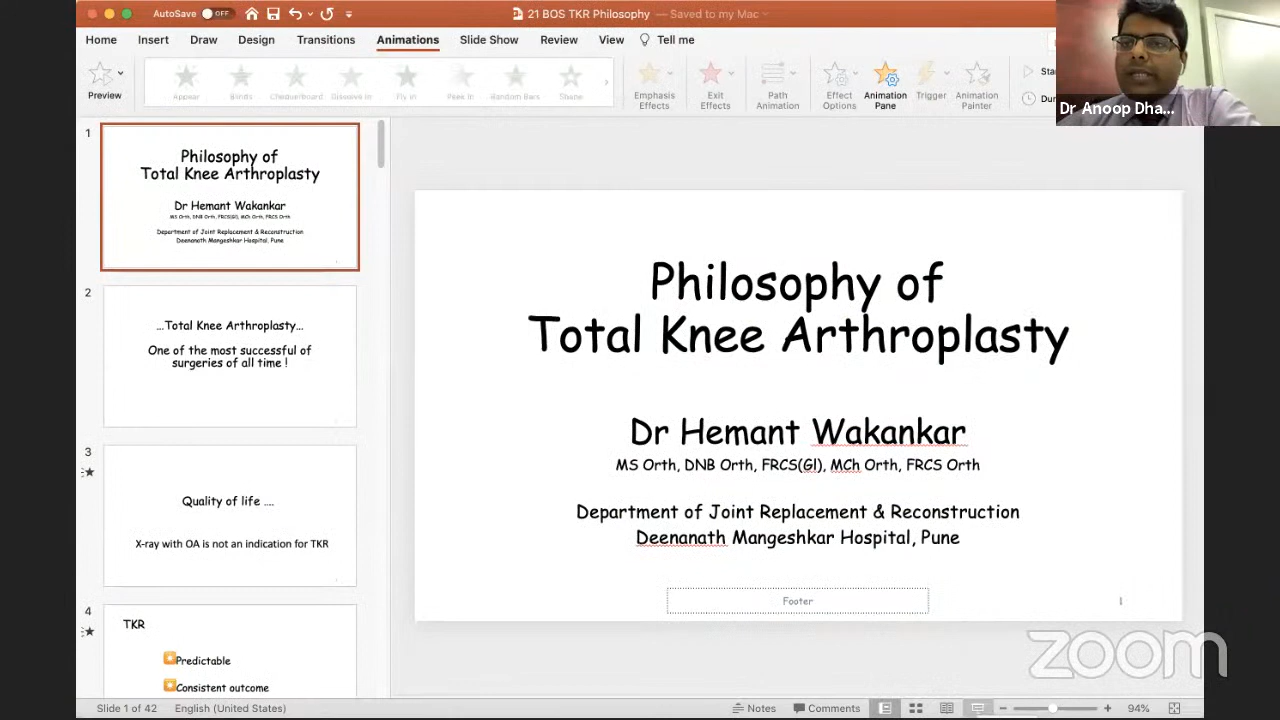 AutoSave OFF
21 BOS TKR Philosophy — Saved to my Mac
Home Insert Draw Design Transitions Animations Slide Show Review View Tell me
Preview
Appear Blinds Checkerboard Dissolve In Fly In Peek In Random Bars Shape
Emphasis Effects
Exit Effects
Path Animation
Effect Options
Animation Pane
Trigger
Animation Painter
Star
Dur
Dr Anoop Dha...
1
Philosophy of
Total Knee Arthroplasty
Dr Hemant Wakankar
MS Orth, DNB Orth, FRCS(Gl), MCh Orth, FRCS Orth
Department of Joint Replacement & Reconstruction
Deenanath Mangeshkar Hospital, Pune
2
...Total Knee Arthroplasty...
One of the most successful of
surgeries of all time !
3
Quality of life ....
X-ray with OA is not an indication for TKR
4
TKR
Predictable
Consistent outcome
Philosophy of
Total Knee Arthroplasty
Dr Hemant Wakankar
MS Orth, DNB Orth, FRCS(Gl), MCh Orth, FRCS Orth
Department of Joint Replacement & Reconstruction
Deenanath Mangeshkar Hospital, Pune
Footer
1
zoom
Slide 1 of 42 English (United States)
Notes Comments 94%